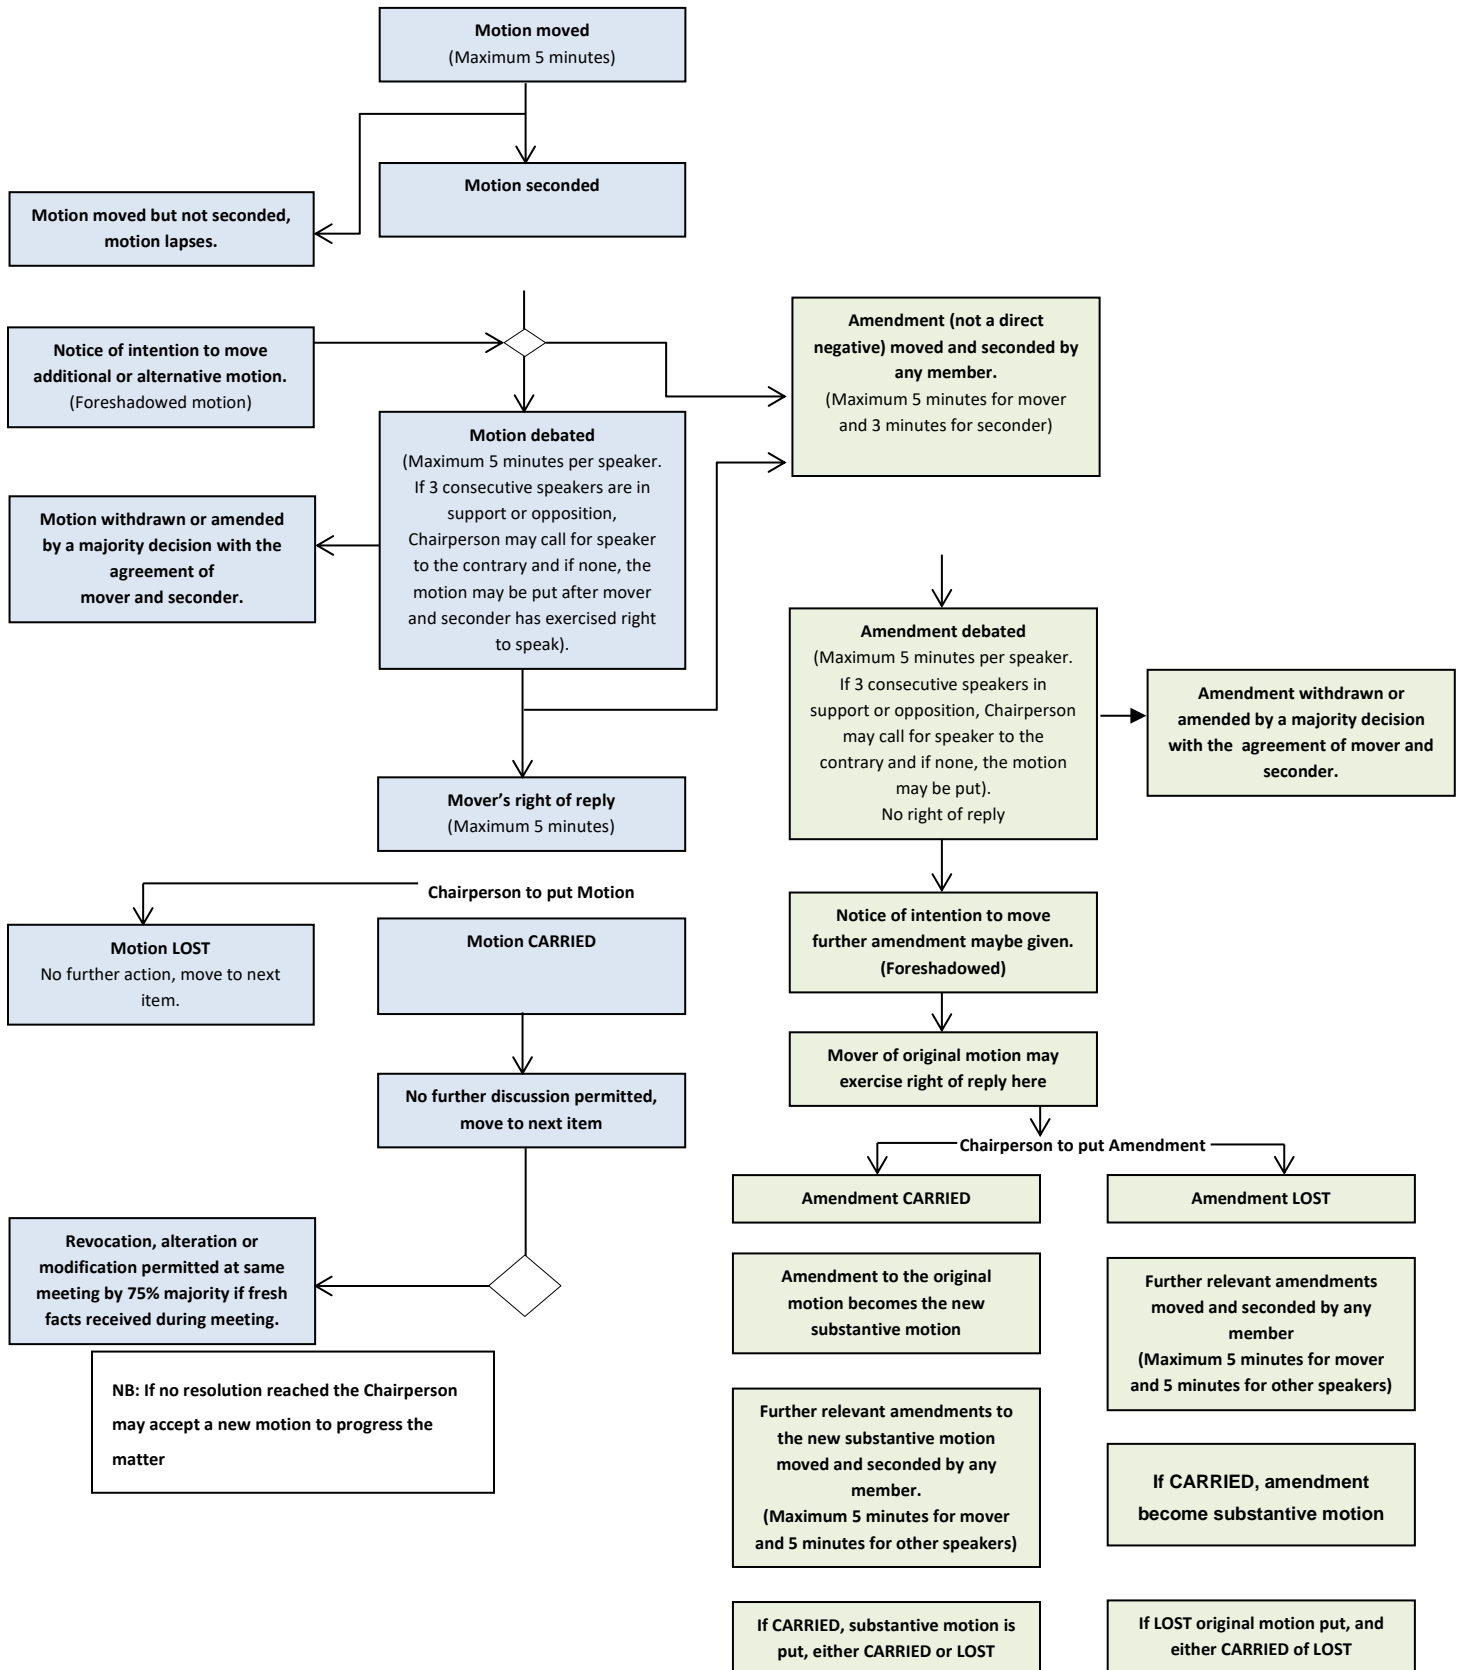 Motion moved
(Maximum 5 minutes)
Motion seconded
Motion moved but not seconded,
motion lapses.
Notice of intention to move
additional or alternative motion.
(Foreshadowed motion)
Amendment (not a direct
negative) moved and seconded by
any member.
(Maximum 5 minutes for mover
and 3 minutes for seconder)
Motion debated
(Maximum 5 minutes per speaker.
If 3 consecutive speakers are in
support or opposition,
Chairperson may call for speaker
to the contrary and if none, the
motion may be put after mover
and seconder has exercised right
to speak).
Motion withdrawn or amended
by a majority decision with the
agreement of
mover and seconder.
Amendment debated
(Maximum 5 minutes per speaker.
If 3 consecutive speakers in
support or opposition, Chairperson
may call for speaker to the
contrary and if none, the motion
may be put).
No right of reply
Amendment withdrawn or
amended by a majority decision
with the  agreement of mover and
seconder.
Mover’s right of reply
(Maximum 5 minutes)
Chairperson to put Motion
Motion LOST
No further action, move to next
item.
Motion CARRIED
Notice of intention to move
further amendment maybe given.
(Foreshadowed)
Mover of original motion may
exercise right of reply here
No further discussion permitted,
move to next item
Chairperson to put Amendment
Amendment CARRIED
Amendment LOST
Revocation, alteration or
modification permitted at same
meeting by 75% majority if fresh
facts received during meeting.
Amendment to the original
motion becomes the new
substantive motion
Further relevant amendments
moved and seconded by any
member
(Maximum 5 minutes for mover
and 5 minutes for other speakers)
NB: If no resolution reached the Chairperson
may accept a new motion to progress the
matter
Further relevant amendments to
the new substantive motion
moved and seconded by any
member.
(Maximum 5 minutes for mover
and 5 minutes for other speakers)
If CARRIED, amendment
become substantive motion
If CARRIED, substantive motion is
put, either CARRIED or LOST
If LOST original motion put, and
either CARRIED of LOST